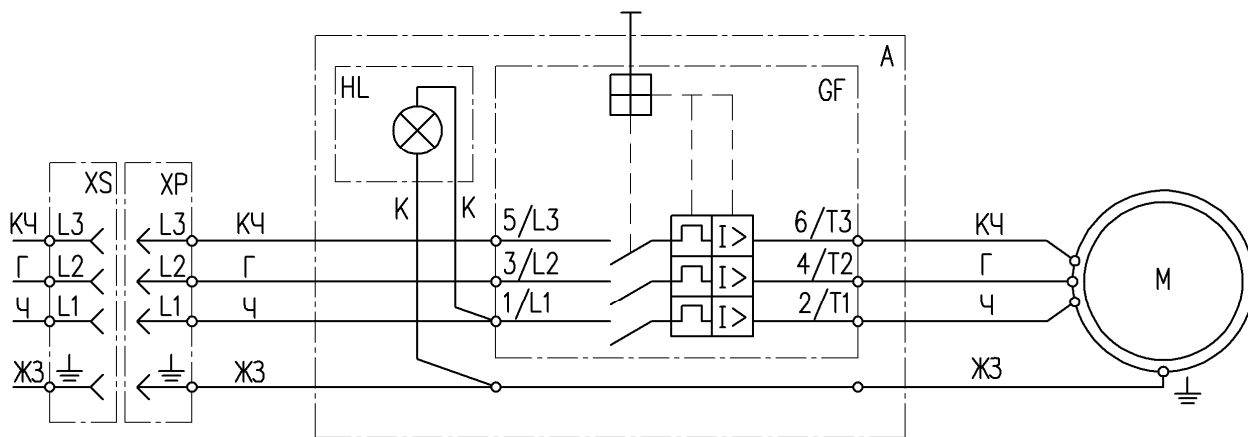 A
HL
GF
XS
XP
К
К
КЧ
L3
L3
КЧ
5/L3
I>
6/T3
КЧ
Г
L2
L2
Г
3/L2
I>
4/T2
Г
М
Ч
L1
L1
Ч
1/L1
I>
2/T1
Ч
ЖЗ
ЖЗ
ЖЗ